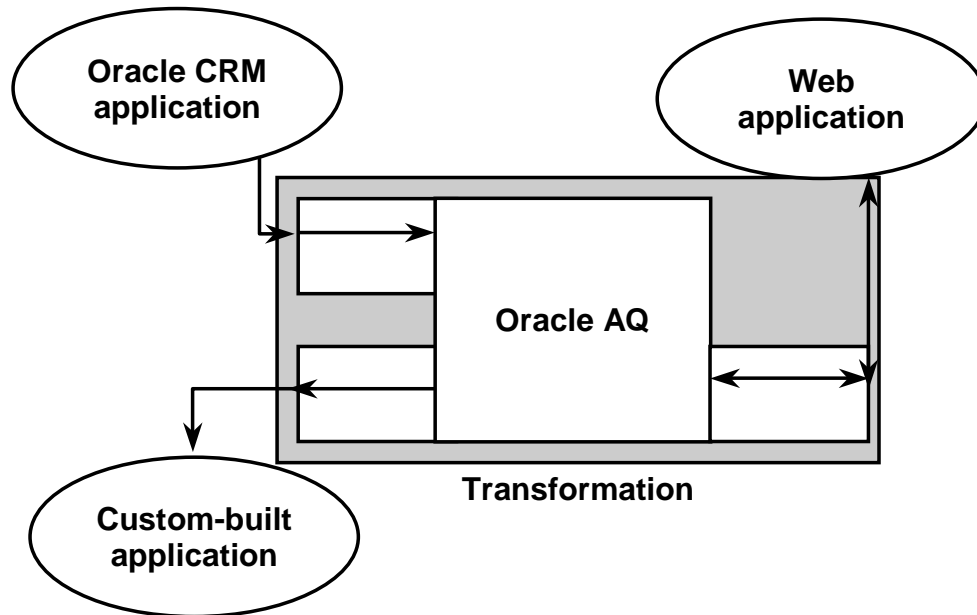 Oracle CRM
application
Web
application
Oracle AQ
Transformation
Custom-built
application